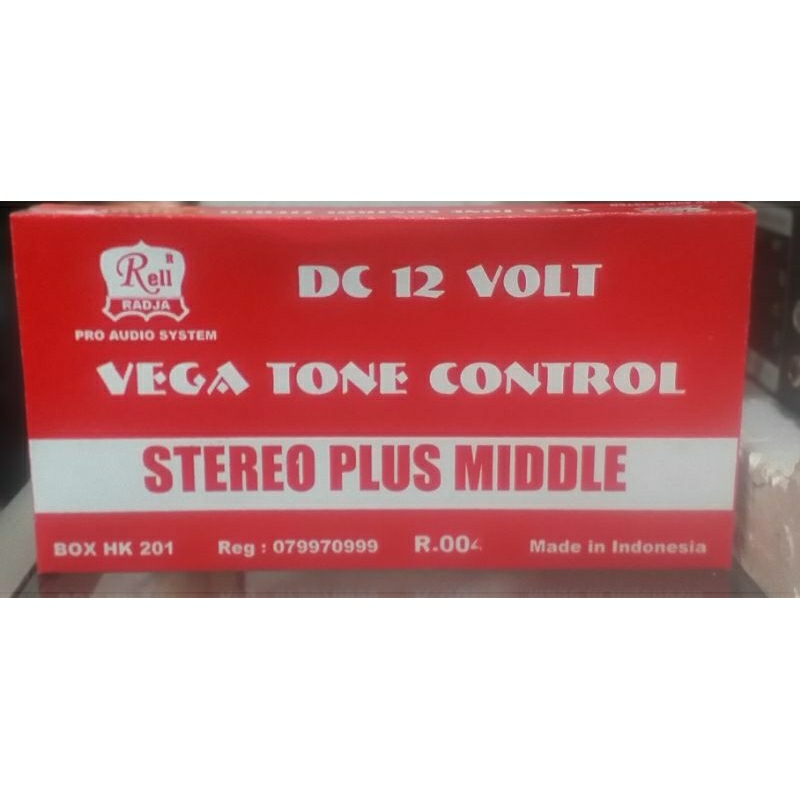 R
Rell
RADJA
PRO AUDIO SYSTEM
DC 12 VOLT
VEGA TONE CONTROL
STEREO PLUS MIDDLE
BOX HK 201 Reg : 079970999 R.00 Made in Indonesia